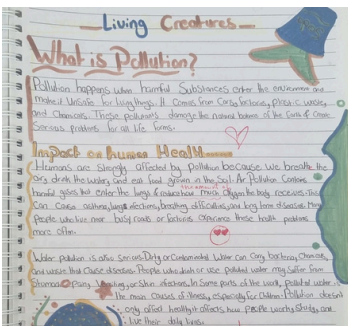 Living Creatures
What is Pollution?
Pollution happens when harmful Substances enter the environment and
make it Unsafe for living things. It comes from Cars, factories, plastic waste,
and Chemicals. These pollutants damage the natural balance of the Earth & Create
Serious problems for all life forms.
Impact on human Health
Humans are Strongly affected by Pollution because we breathe the
air, drink the water, and eat food grown in the Soil. Air Pollution Contains
harmful gases that enter the lungs & reduce how much Oxygen the body receives. This
can Cause asthma, lung infections, breathing difficulties, and long term diseases. Many
people who live near busy roads or factories experience these health problems
more often.
Water pollution is also Serious. Dirty or Contaminated Water can Carry bacteria, Chemicals,
and waste that Cause diseases. People who drink or use polluted water may Suffer from
Stomach pain, Vomiting, or Skin infections. In Some parts of the world, polluted water is
the main causes of illness, especially for Children. Pollution doesnt
only affect health, it affects how people work, Study, and
live their daily lives.